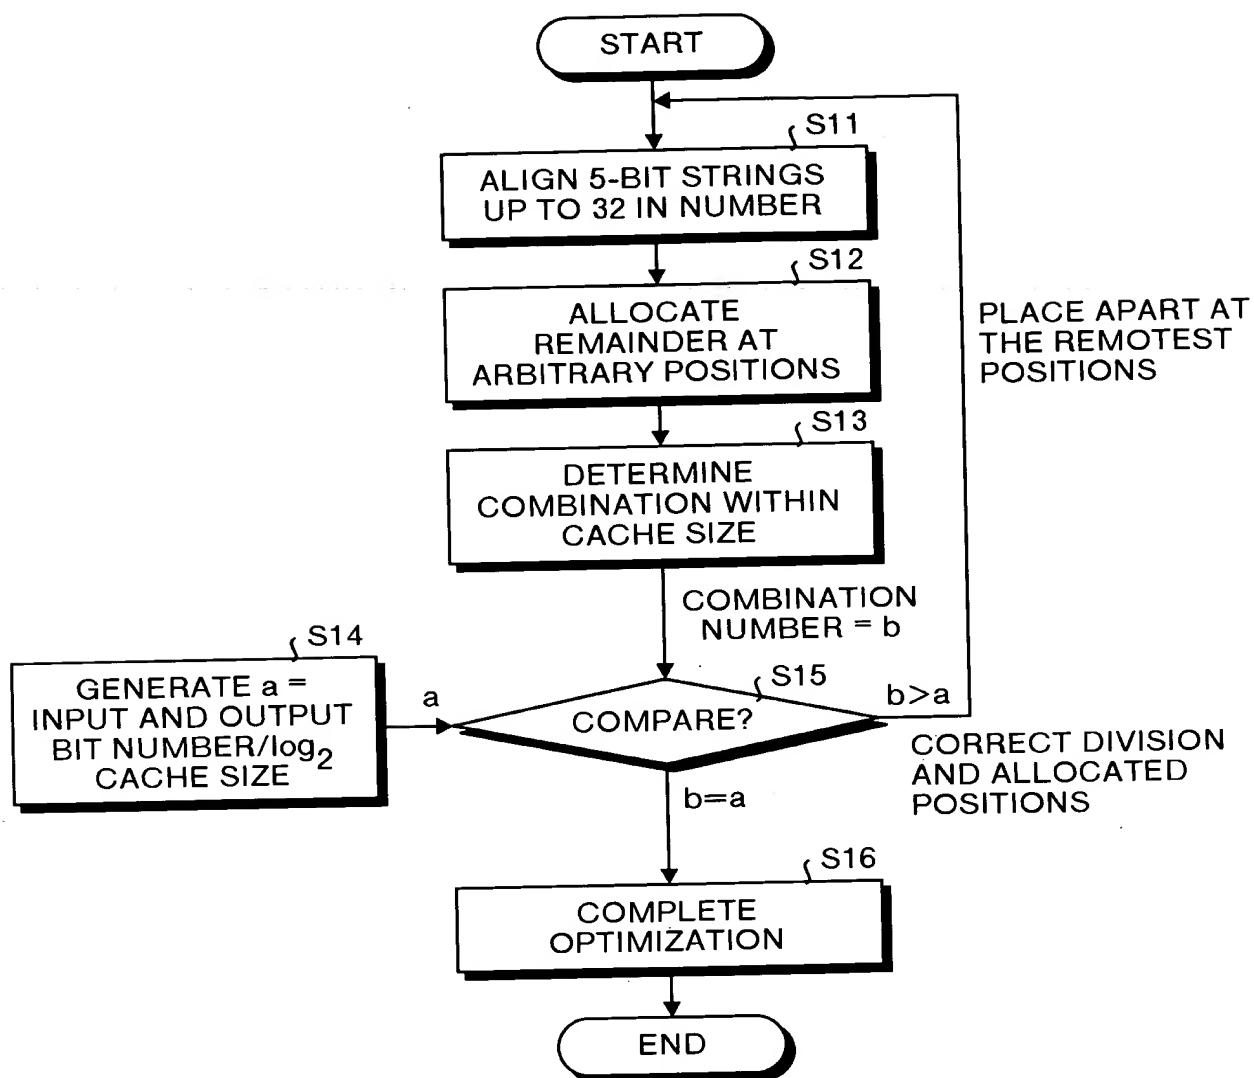 START
S11
ALIGN 5-BIT STRINGS
UP TO 32 IN NUMBER
S12
ALLOCATE
REMAINDER AT
ARBITRARY POSITIONS
PLACE APART AT
THE REMOTEST
POSITIONS
S13
DETERMINE
COMBINATION WITHIN
CACHE SIZE
COMBINATION
NUMBER = b
S14
GENERATE a =
INPUT AND OUTPUT
BIT NUMBER/log2
CACHE SIZE
a
S15
COMPARE?
b>a
CORRECT DIVISION
AND ALLOCATED
POSITIONS
b=a
S16
COMPLETE
OPTIMIZATION
END